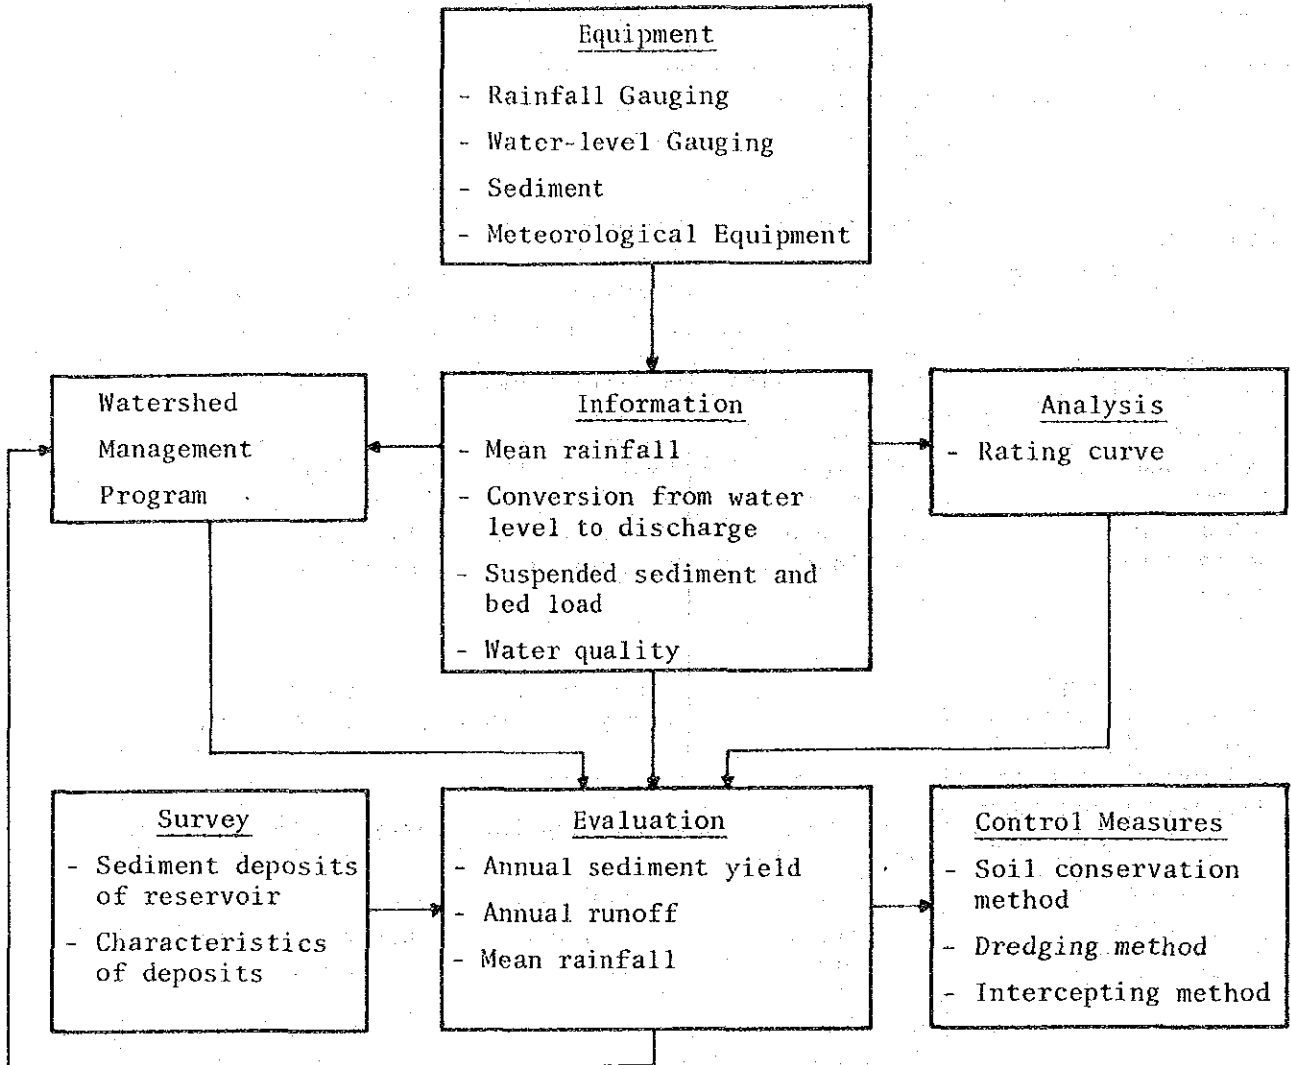 Equipment
- Rainfall Gauging
- Water-level Gauging
- Sediment
- Meteorological Equipment
Watershed
Management
Program
Information
- Mean rainfall
- Conversion from water
level to discharge
- Suspended sediment and
bed load
- Water quality
Analysis
- Rating curve
Survey
- Sediment deposits
of reservoir
- Characteristics
of deposits
Evaluation
- Annual sediment yield
- Annual runoff
- Mean rainfall
Control Measures
- Soil conservation
method
- Dredging method
- Intercepting method